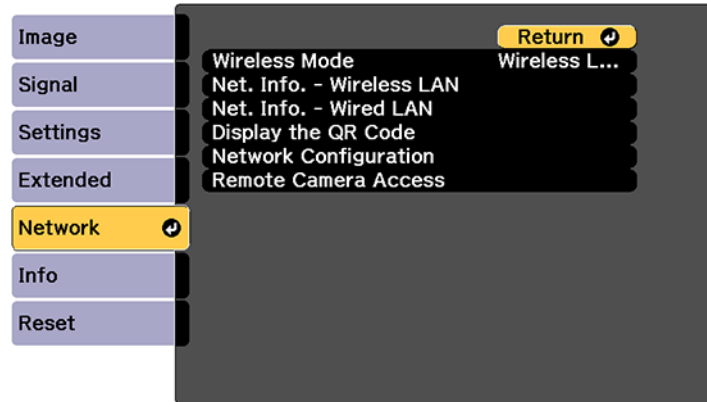 Image
Signal
Settings
Extended
Network
Info
Reset
Return
Wireless Mode Wireless L...
Net. Info. - Wireless LAN
Net. Info. - Wired LAN
Display the QR Code
Network Configuration
Remote Camera Access